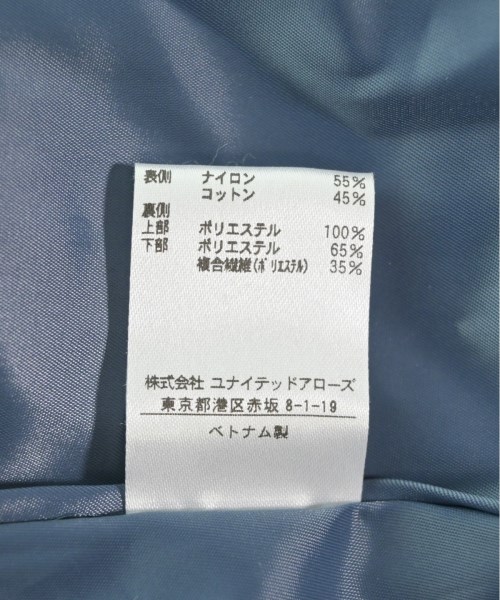 表側 ナイロン 55%
コットン 45%
裏側
上部 ポリエステル 100%
下部 ポリエステル 65%
複合繊維(ポリエステル) 35%
株式会社 ユナイテッドアローズ
東京都港区赤坂 8-1-19
ベトナム製